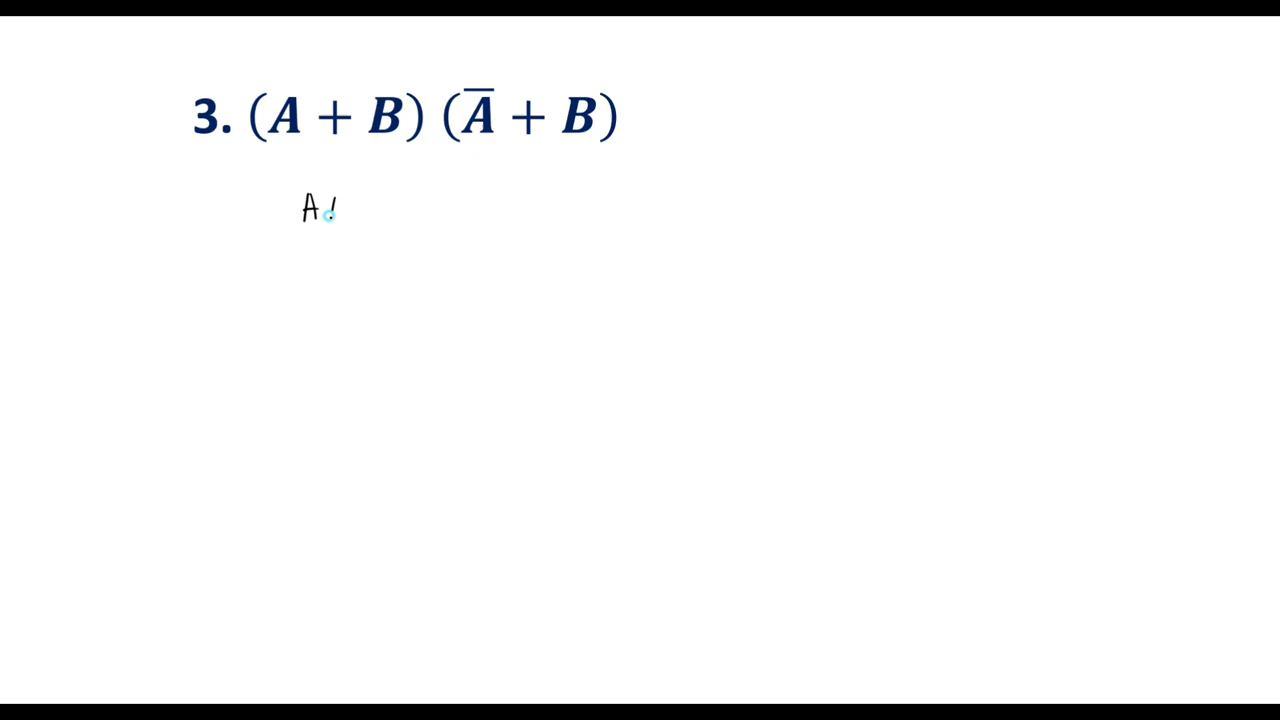 3. (A + B) (A̅ + B)
A